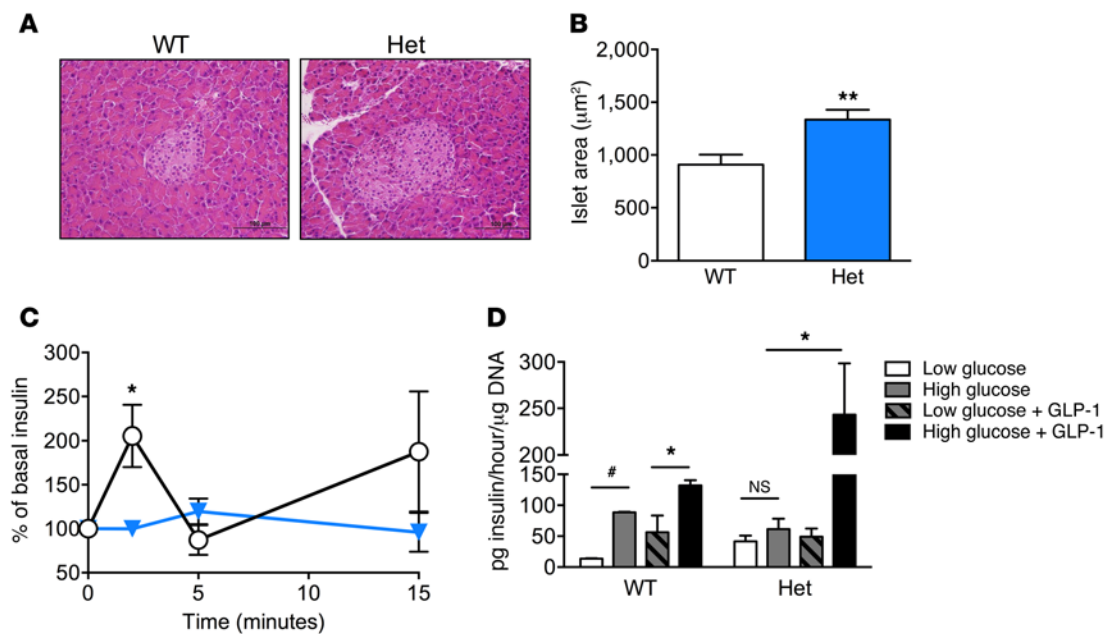 A
WT
Het
B
2,000
1,500
1,000
500
0
Islet area (μm²)
**
WT
Het
C
300
250
200
150
100
50
% of basal insulin
*
0
5
10
15
Time (minutes)
D
300
250
200
150
100
50
0
pg insulin/hour/μg DNA
#
*
NS
*
WT
Het
Low glucose
High glucose
Low glucose + GLP-1
High glucose + GLP-1